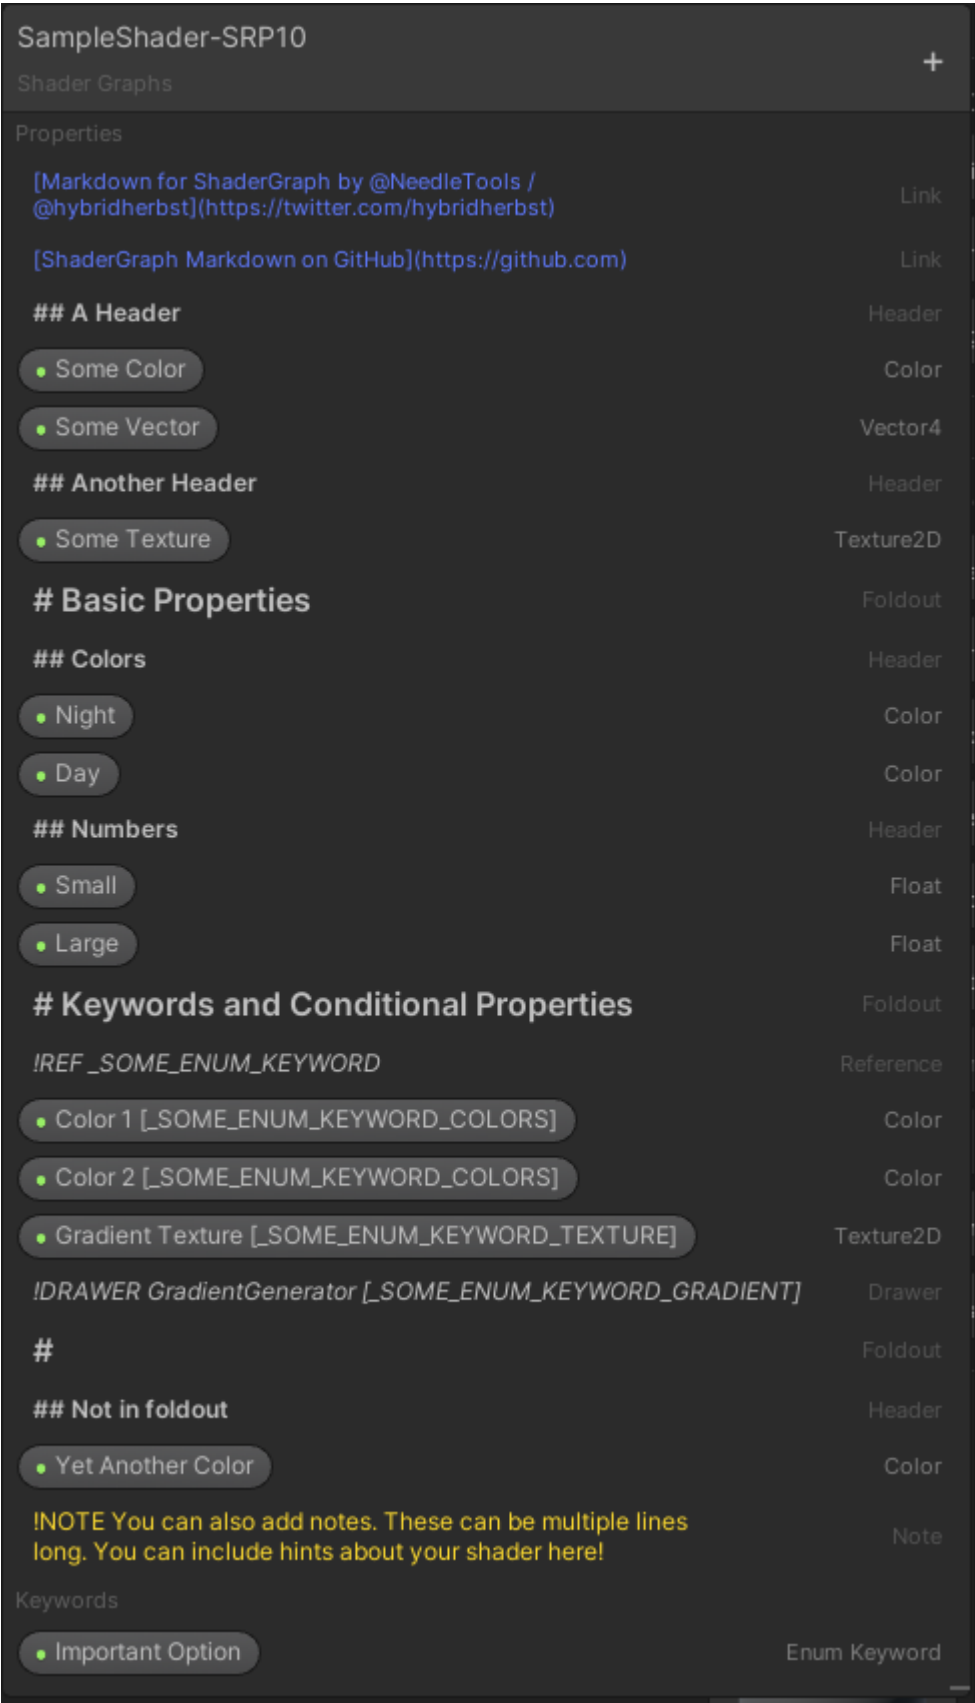 SampleShader-SRP10
+
Shader Graphs
Properties
[Markdown for ShaderGraph by @NeedleTools /
@hybridherbst](https://twitter.com/hybridherbst)
Link
[ShaderGraph Markdown on GitHub](https://github.com)
Link
## A Header
Header
Some Color
Color
Some Vector
Vector4
## Another Header
Header
Some Texture
Texture2D
# Basic Properties
Foldout
## Colors
Header
Night
Color
Day
Color
## Numbers
Header
Small
Float
Large
Float
# Keywords and Conditional Properties
Foldout
!REF _SOME_ENUM_KEYWORD
Reference
Color 1 [_SOME_ENUM_KEYWORD_COLORS]
Color
Color 2 [_SOME_ENUM_KEYWORD_COLORS]
Color
Gradient Texture [_SOME_ENUM_KEYWORD_TEXTURE]
Texture2D
!DRAWER GradientGenerator [_SOME_ENUM_KEYWORD_GRADIENT]
Drawer
#
Foldout
## Not in foldout
Header
Yet Another Color
Color
!NOTE You can also add notes. These can be multiple lines
long. You can include hints about your shader here!
Note
Keywords
Important Option
Enum Keyword